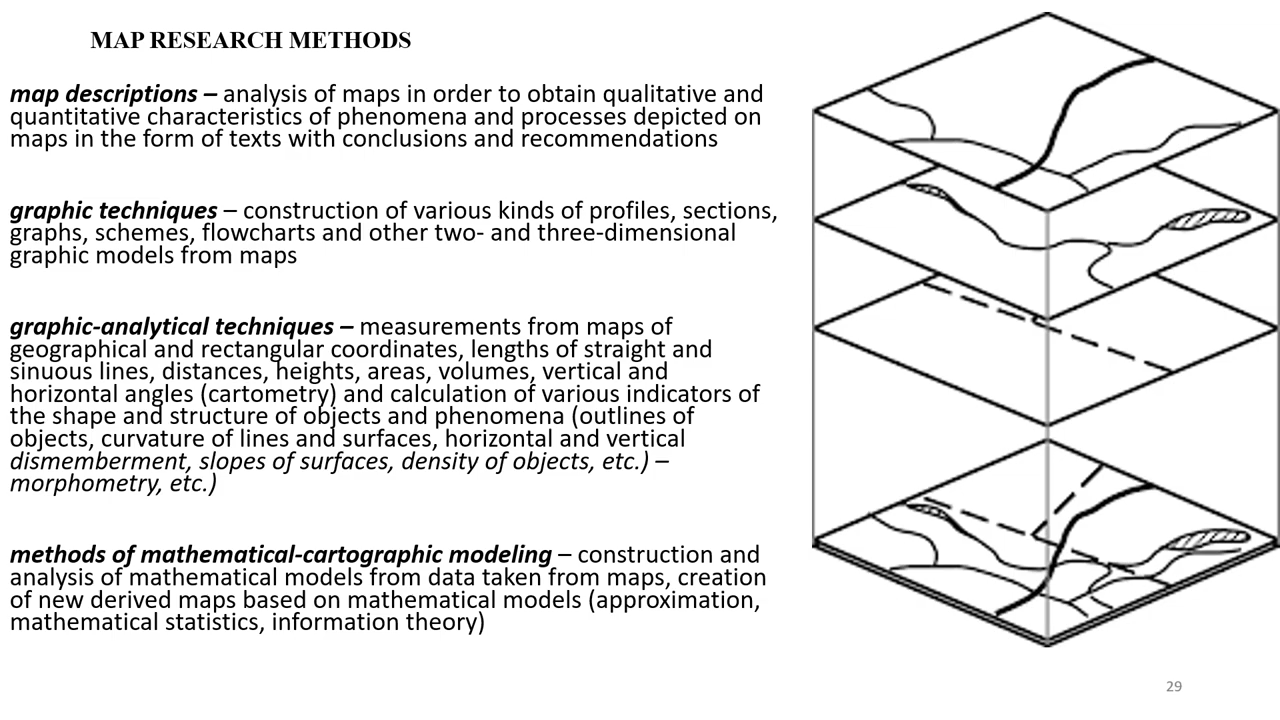 MAP RESEARCH METHODS
map descriptions – analysis of maps in order to obtain qualitative and
quantitative characteristics of phenomena and processes depicted on
maps in the form of texts with conclusions and recommendations
graphic techniques – construction of various kinds of profiles, sections,
graphs, schemes, flowcharts and other two- and three-dimensional
graphic models from maps
graphic-analytical techniques – measurements from maps of
geographical and rectangular coordinates, lengths of straight and
sinuous lines, distances, heights, areas, volumes, vertical and
horizontal angles (cartometry) and calculation of various indicators of
the shape and structure of objects and phenomena (outlines of
objects, curvature of lines and surfaces, horizontal and vertical
dismemberment, slopes of surfaces, density of objects, etc.) –
morphometry, etc.)
methods of mathematical-cartographic modeling – construction and
analysis of mathematical models from data taken from maps, creation
of new derived maps based on mathematical models (approximation,
mathematical statistics, information theory)
29